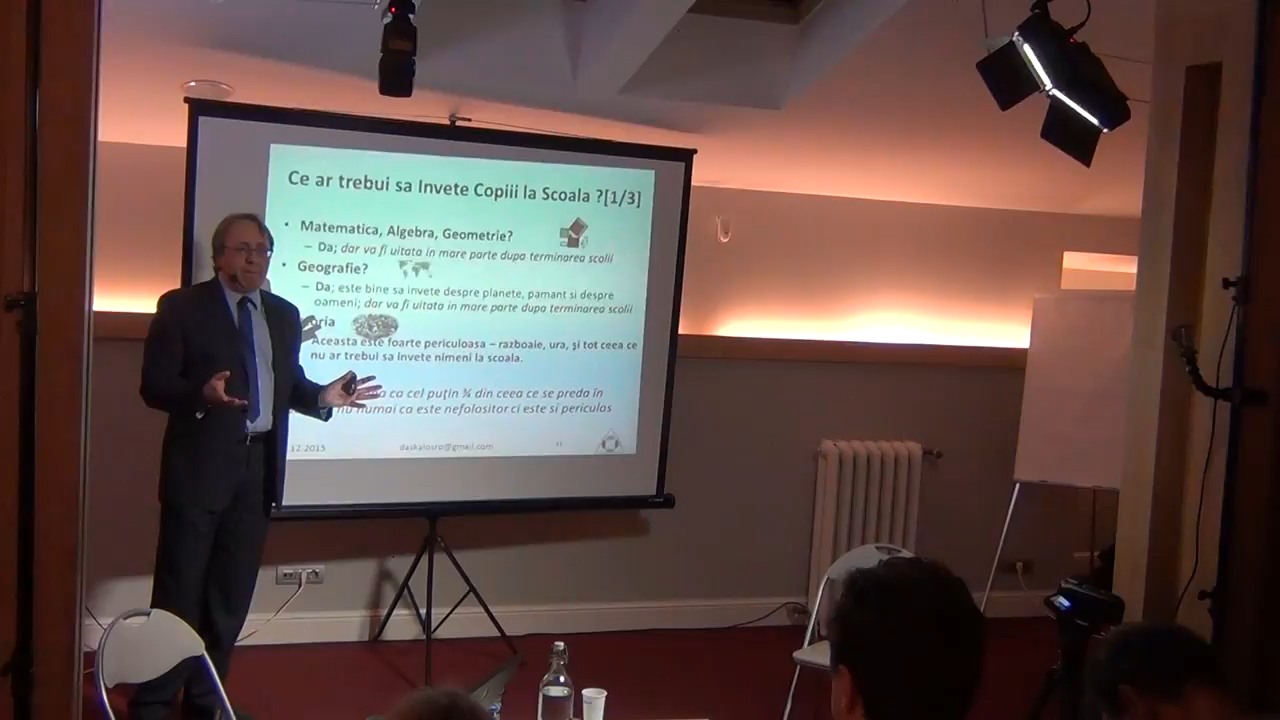 Ce ar trebui sa Invete Copiii la Scoala ?[1/3]
• Matematica, Algebra, Geometrie?
– Da; dar va fi uitata in mare parte dupa terminarea scolii
• Geografie?
– Da; este bine sa invete despre planete, pamant si despre
oameni; dar va fi uitata in mare parte dupa terminarea scolii
oria
Aceasta este foarte periculoasa – razboaie, ura, și tot ceea ce
nu ar trebui sa invete nimeni la scoala.
a ca cel puțin ¾ din ceea ce se preda în
nu numai ca este nefolositor ci este si periculos
12.2015 daskalosro@gmail.com